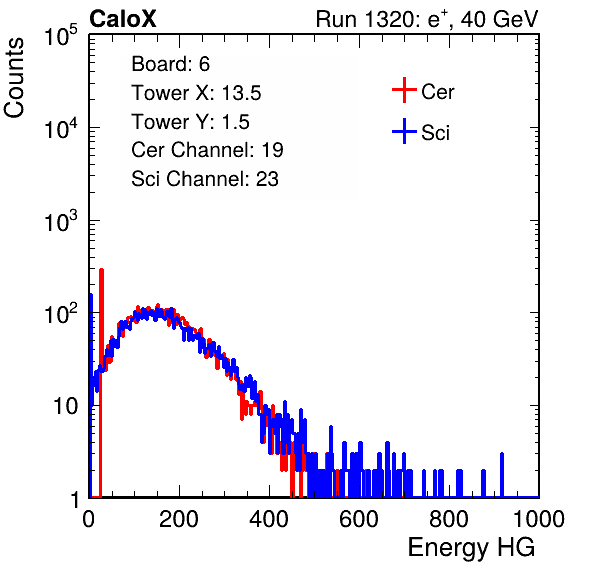 CaloX Run 1320: e⁺, 40 GeV
Counts
Board: 6
Tower X: 13.5
Tower Y: 1.5
Cer Channel: 19
Sci Channel: 23
Cer
Sci
10⁵
10⁴
10³
10²
10
1
0 200 400 600 800 1000
Energy HG